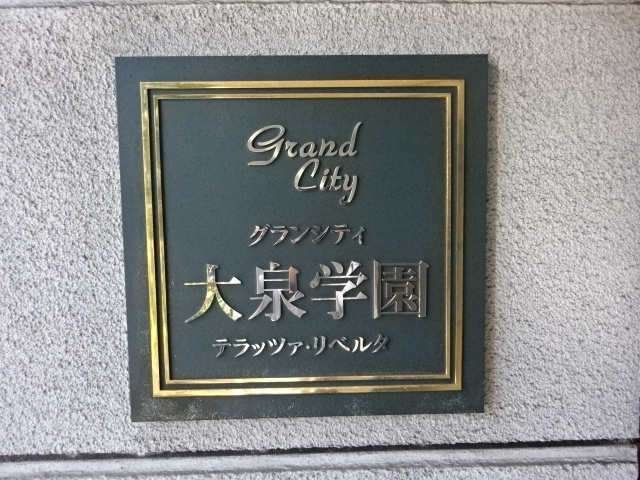 Grand
City
グランシティ
大泉学園
テラッツァ・リベルタ